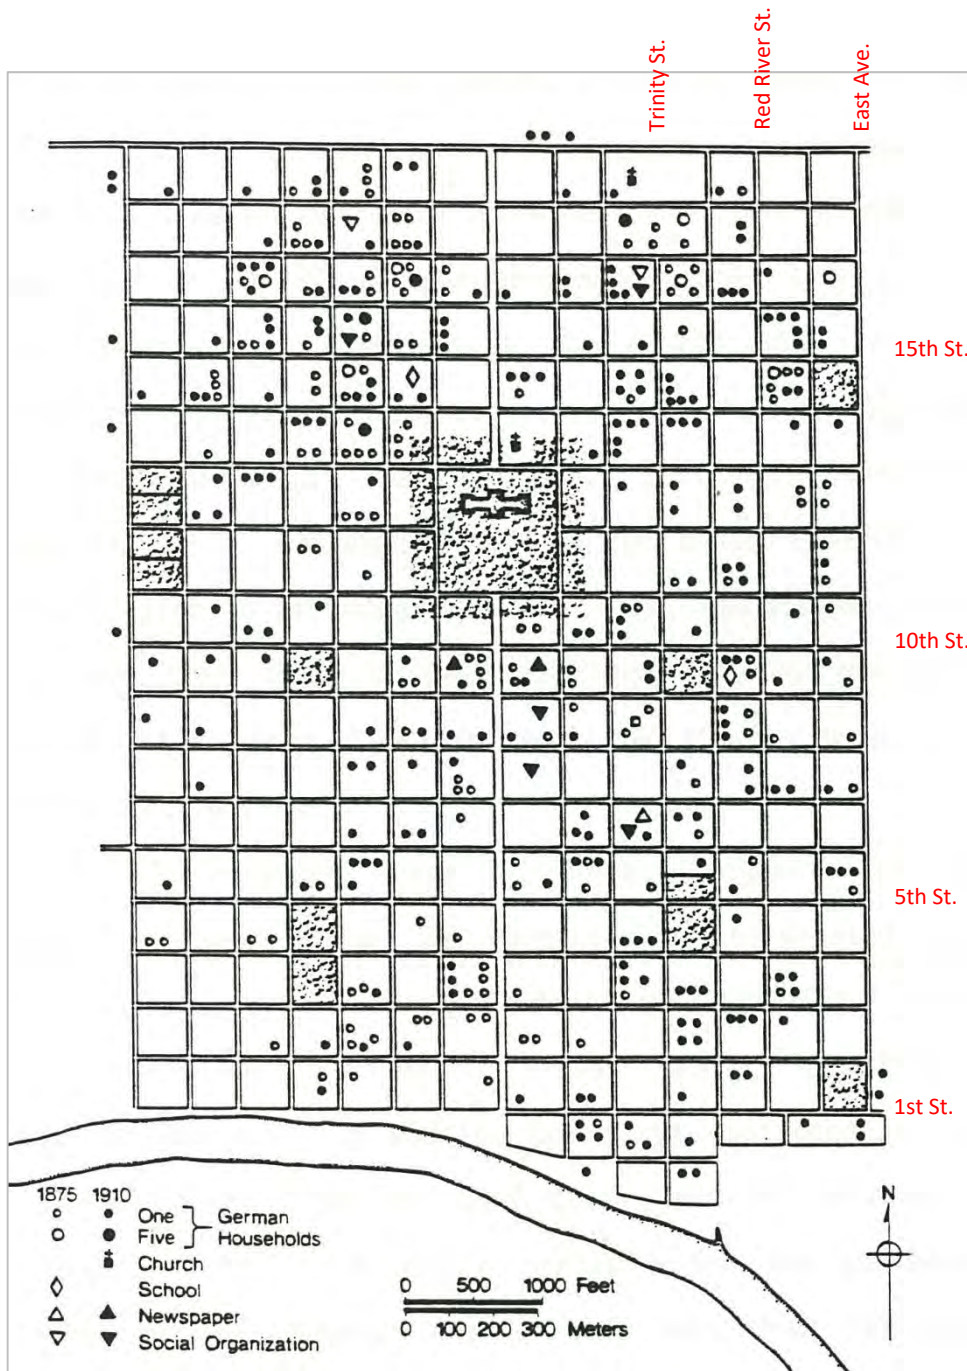 Trinity St.
Red River St.
East Ave.
15th St.
10th St.
5th St.
1st St.
1875 1910
One
Five
German
Households
Church
School
Newspaper
Social Organization
0 500 1000 Feet
0 100 200 300 Meters
N